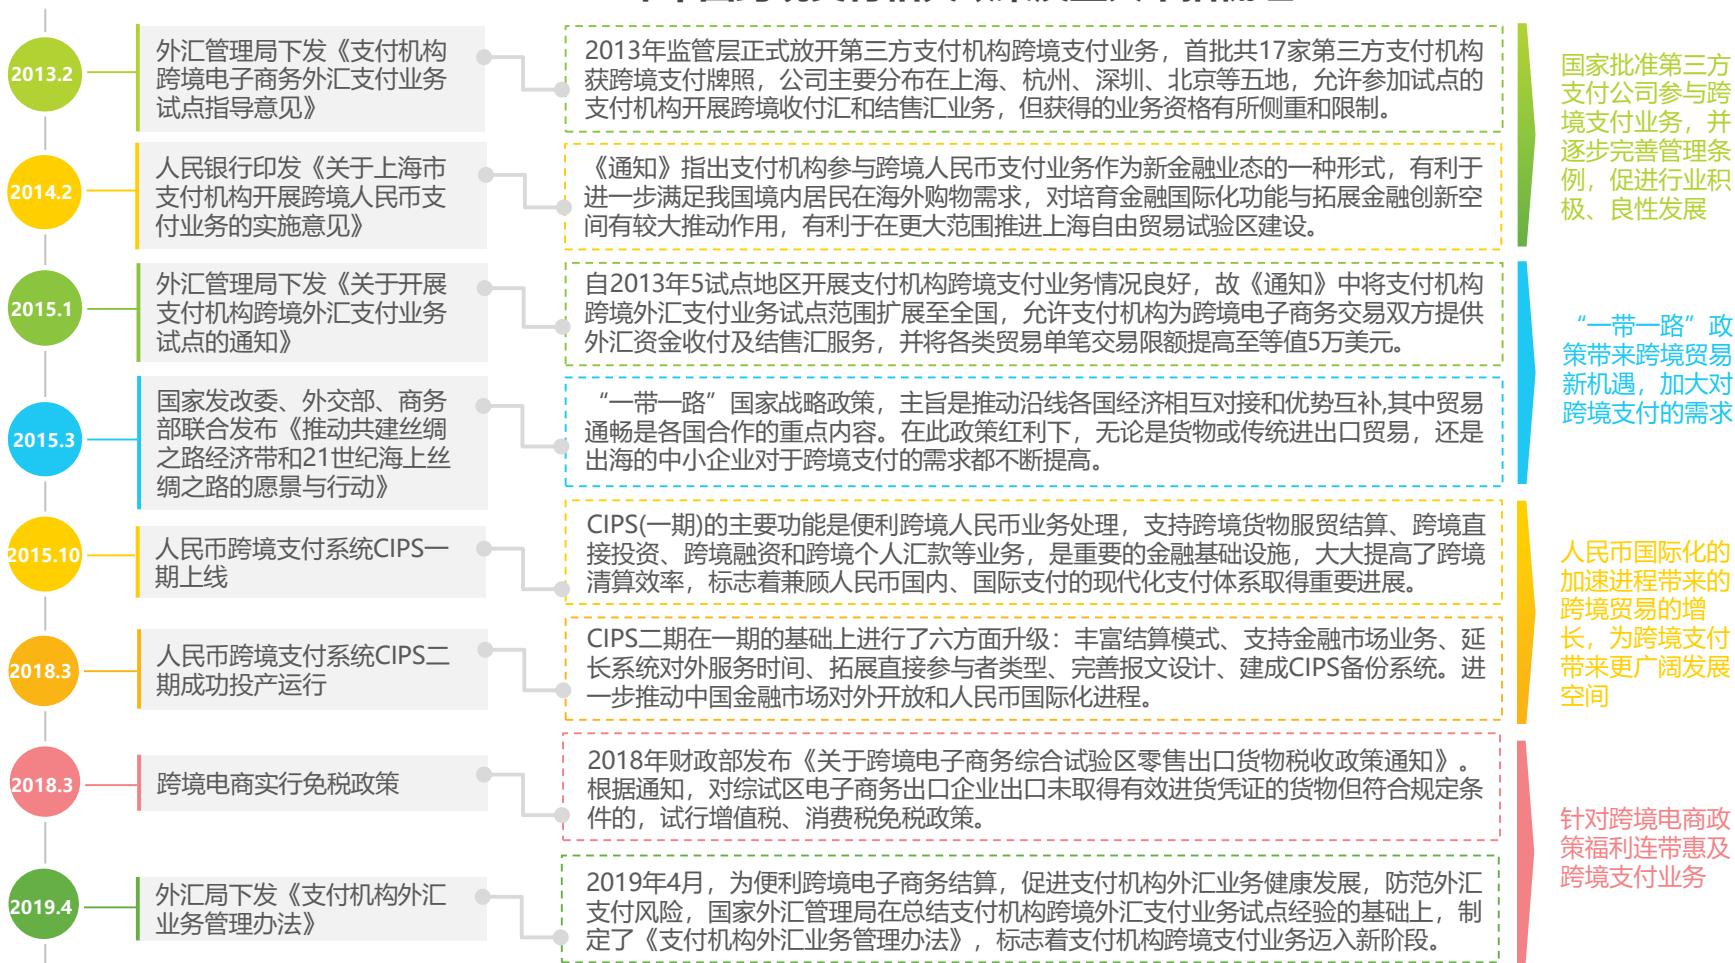 2013.2
外汇管理局下发《支付机构
跨境电子商务外汇支付业务
试点指导意见》
2013年监管层正式放开第三方支付机构跨境支付业务，首批共17家第三方支付机构
获跨境支付牌照，公司主要分布在上海、杭州、深圳、北京等五地，允许参加试点的
支付机构开展跨境收付汇和结售汇业务，但获得的业务资格有所侧重和限制。
国家批准第三方
支付公司参与跨
境支付业务，并
逐步完善管理条
例，促进行业积
极、良性发展
2014.2
人民银行印发《关于上海市
支付机构开展跨境人民币支
付业务的实施意见》
《通知》指出支付机构参与跨境人民币支付业务作为新金融业态的一种形式，有利于
进一步满足我国境内居民在海外购物需求，对培育金融国际化功能与拓展金融创新空
间有较大推动作用，有利于在更大范围推进上海自由贸易试验区建设。
2015.1
外汇管理局下发《关于开展
支付机构跨境外汇支付业务
试点的通知》
自2013年5试点地区开展支付机构跨境支付业务情况良好，故《通知》中将支付机构
跨境外汇支付业务试点范围扩展至全国，允许支付机构为跨境电子商务交易双方提供
外汇资金收付及结售汇服务，并将各类贸易单笔交易限额提高至等值5万美元。
“一带一路”政
策带来跨境贸易
新机遇，加大对
跨境支付的需求
2015.3
国家发改委、外交部、商务
部联合发布《推动共建丝绸
之路经济带和21世纪海上丝
绸之路的愿景与行动》
“一带一路”国家战略政策，主旨是推动沿线各国经济相互对接和优势互补,其中贸易
通畅是各国合作的重点内容。在此政策红利下，无论是货物或传统进出口贸易，还是
出海的中小企业对于跨境支付的需求都不断提高。
2015.10
人民币跨境支付系统CIPS一
期上线
CIPS(一期)的主要功能是便利跨境人民币业务处理，支持跨境货物服贸结算、跨境直
接投资、跨境融资和跨境个人汇款等业务，是重要的金融基础设施，大大提高了跨境
清算效率，标志着兼顾人民币国内、国际支付的现代化支付体系取得重要进展。
人民币国际化的
加速进程带来的
跨境贸易的增
长，为跨境支付
带来更广阔发展
空间
2018.3
人民币跨境支付系统CIPS二
期成功投产运行
CIPS二期在一期的基础上进行了六方面升级：丰富结算模式、支持金融市场业务、延
长系统对外服务时间、拓展直接参与者类型、完善报文设计、建成CIPS备份系统。进
一步推动中国金融市场对外开放和人民币国际化进程。
2018.3
跨境电商实行免税政策
2018年财政部发布《关于跨境电子商务综合试验区零售出口货物税收政策通知》。
根据通知，对综试区电子商务出口企业出口未取得有效进货凭证的货物但符合规定条
件的，试行增值税、消费税免税政策。
针对跨境电商政
策福利连带惠及
跨境支付业务
2019.4
外汇局下发《支付机构外汇
业务管理办法》
2019年4月，为便利跨境电子商务结算，促进支付机构外汇业务健康发展，防范外汇
支付风险，国家外汇管理局在总结支付机构跨境外汇支付业务试点经验的基础上，制
定了《支付机构外汇业务管理办法》，标志着支付机构跨境支付业务迈入新阶段。